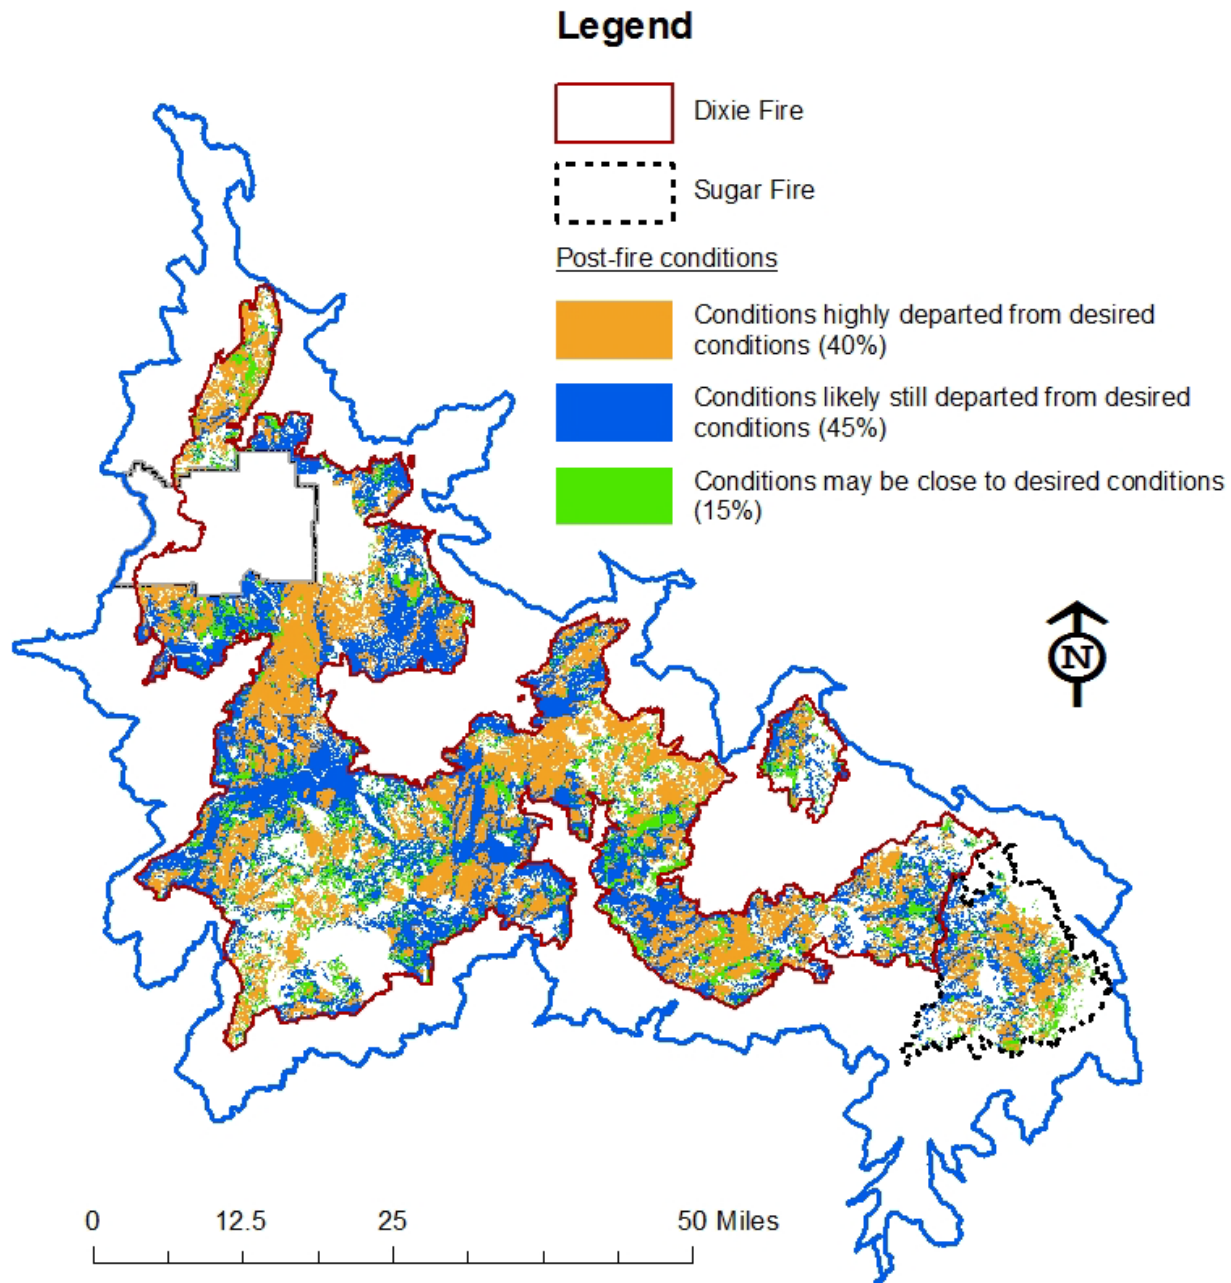 Legend
Dixie Fire
Sugar Fire
Post-fire conditions
Conditions highly departed from desired
conditions (40%)
Conditions likely still departed from desired
conditions (45%)
Conditions may be close to desired conditions
(15%)
N
0 12.5 25 50 Miles